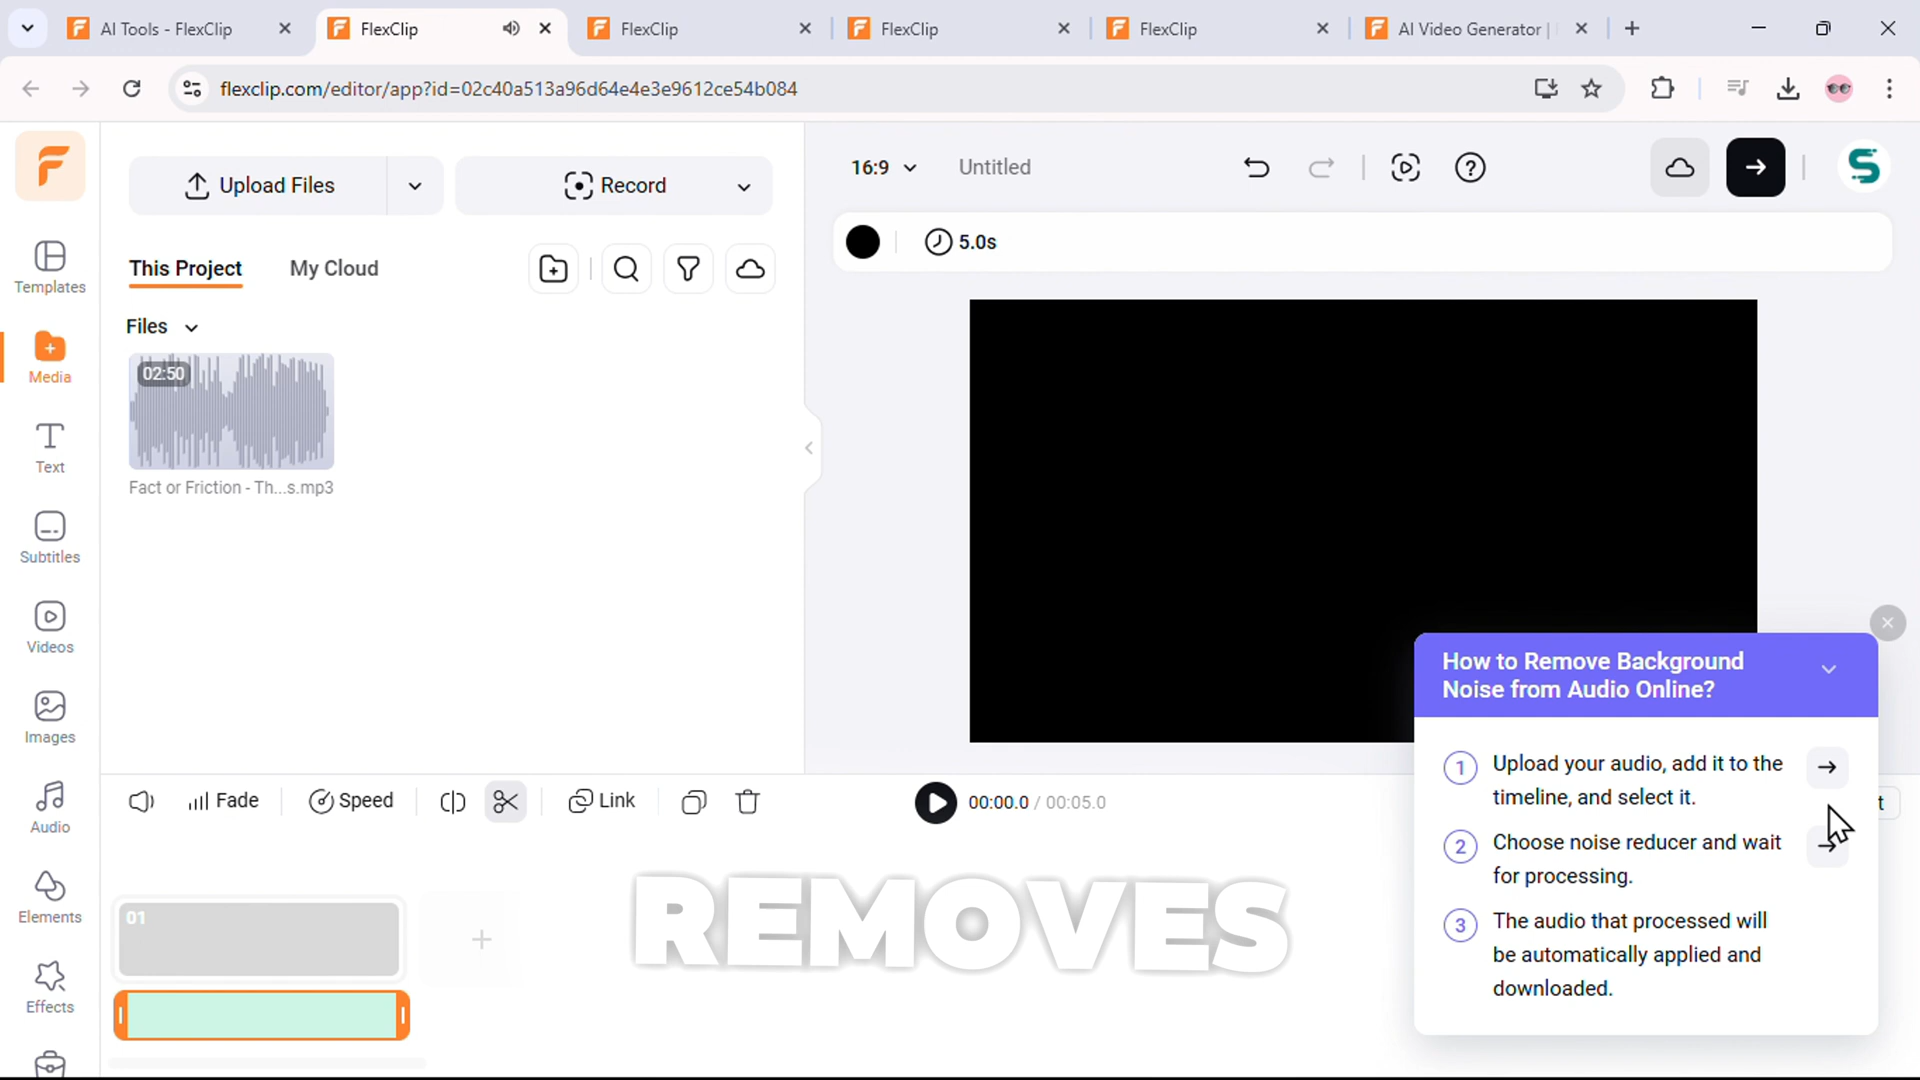 AI Tools - FlexClip
FlexClip
FlexClip
FlexClip
FlexClip
AI Video Generator |
flexclip.com/editor/app?id=02c40a513a96d64e4e3e9612ce54b084
Upload Files
Record
16:9
Untitled
5.0s
This Project
My Cloud
Files
02:50
Fact or Friction - Th...s.mp3
Templates
Media
Text
Subtitles
Videos
Images
Audio
Elements
Effects
Fade
Speed
Link
00:00.0 / 00:05.0
01
REMOVES
How to Remove Background
Noise from Audio Online?
1 Upload your audio, add it to the
timeline, and select it.
2 Choose noise reducer and wait
for processing.
3 The audio that processed will
be automatically applied and
downloaded.